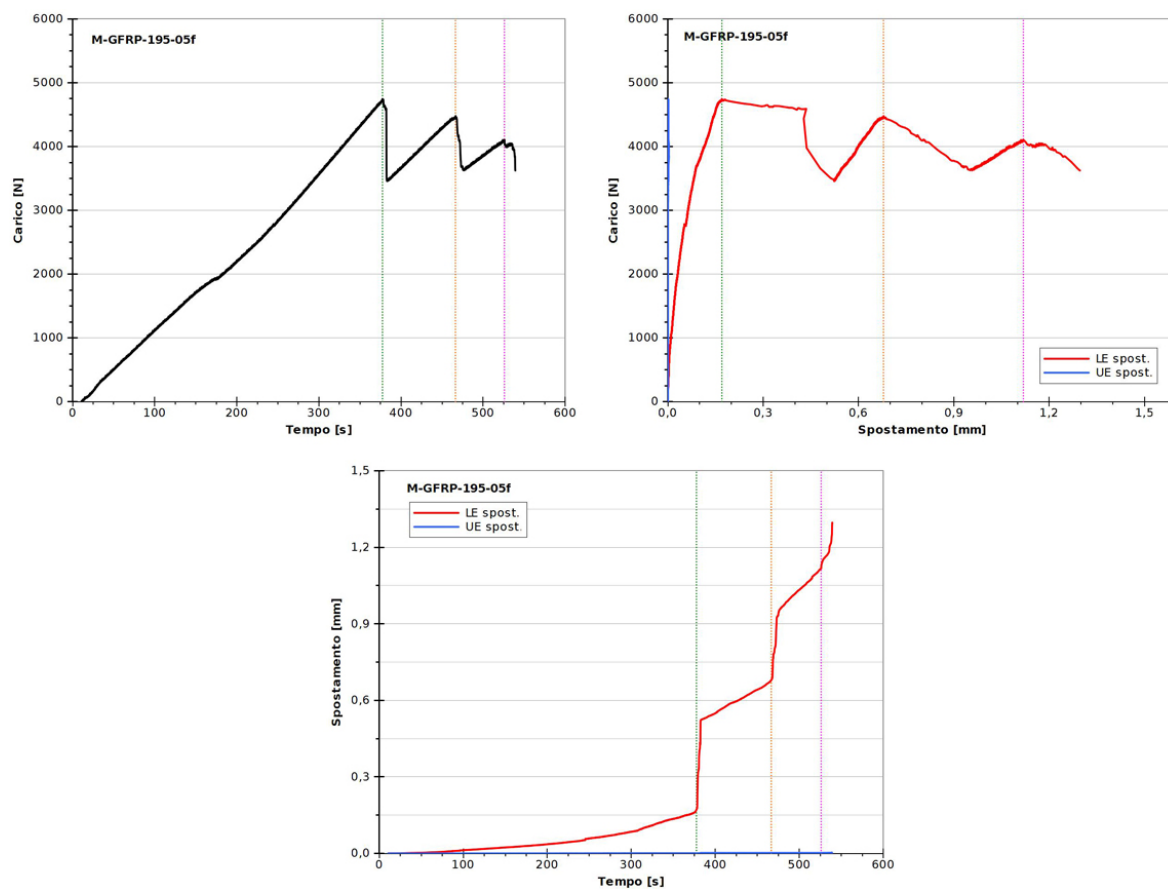 M-GFRP-195-05f
Carico [N]
6000
5000
4000
3000
2000
1000
0
0 100 200 300 400 500 600
Tempo [s]
M-GFRP-195-05f
Carico [N]
6000
5000
4000
3000
2000
1000
0
LE spost.
UE spost.
0,0 0,3 0,6 0,9 1,2 1,5
Spostamento [mm]
M-GFRP-195-05f
LE spost.
UE spost.
Spostamento [mm]
1,5
1,2
0,9
0,6
0,3
0,0
0 100 200 300 400 500 600
Tempo [s]